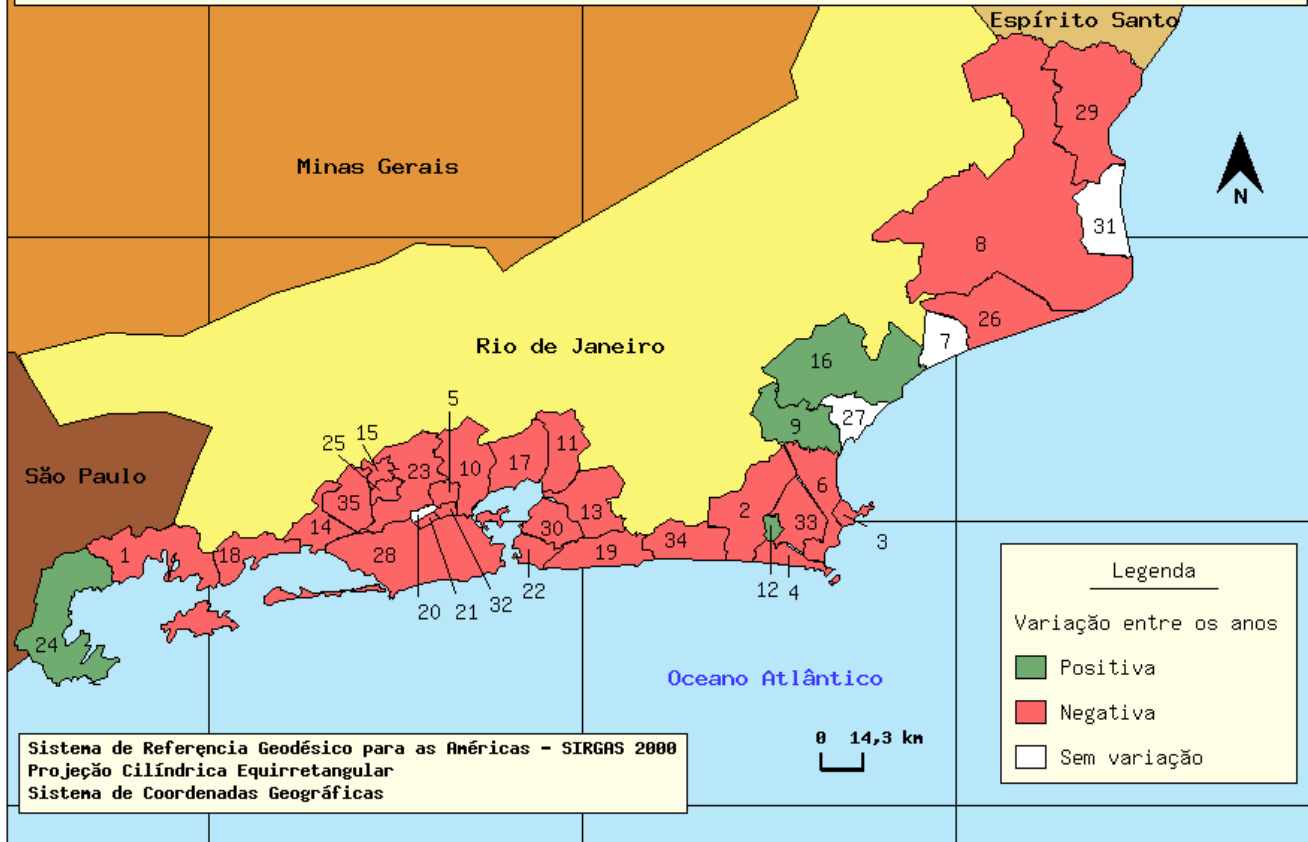 Espírito Santo
29
Minas Gerais
N
31
8
26
7
Rio de Janeiro
16
27
9
5
15
25
11
23
17
10
São Paulo
6
35
2
13
14
33
30
1
18
28
34
19
3
22
12
4
32
20
21
24
Oceano Atlântico
0 14,3 km
Legenda
Variação entre os anos
Positiva
Negativa
Sem variação
Sistema de Referencia Geodésico para as Américas - SIRGAS 2000
Projeção Cilíndrica Equirretangular
Sistema de Coordenadas Geográficas